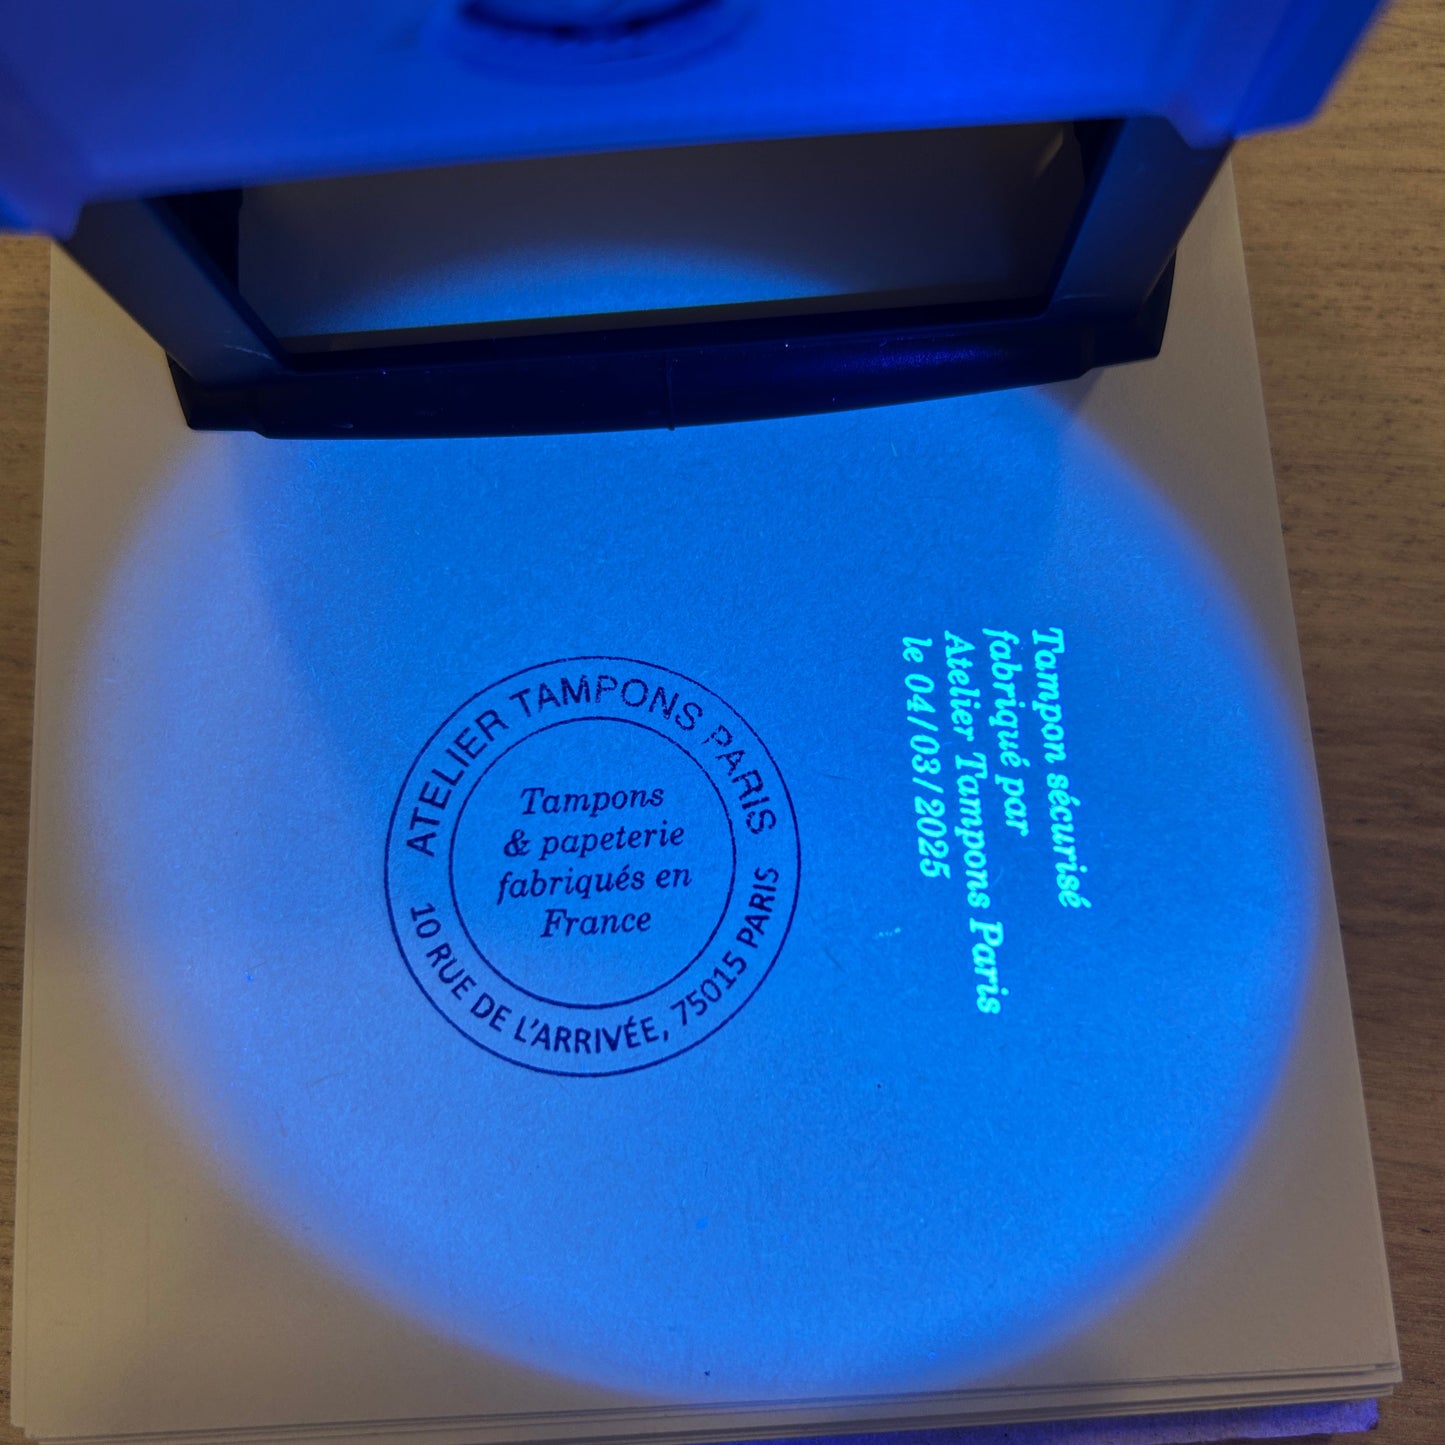 ATELIER TAMPONS PARIS
Tampons
& papeterie
fabriqués en
France
10 RUE DE L'ARRIVÉE, 75015 PARIS
Tampon sécurisé
fabriqué par
Atelier Tampons Paris
le 04/03/2025